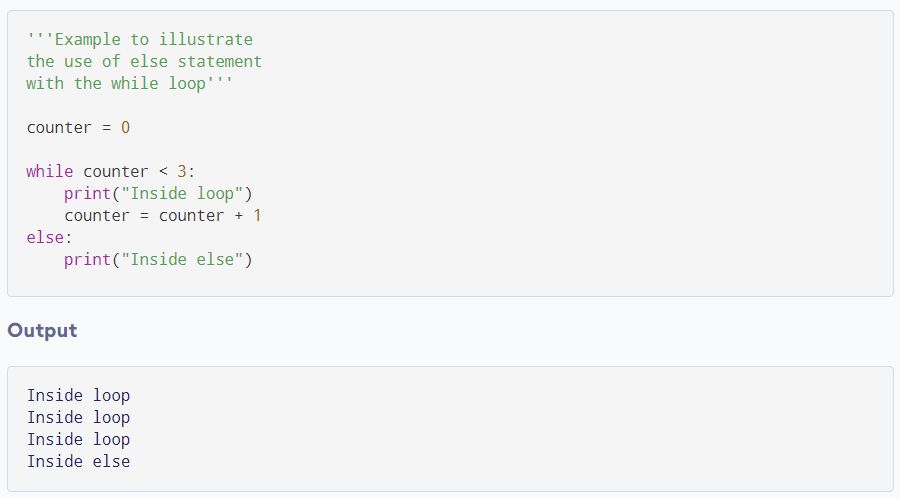 '''Example to illustrate
the use of else statement
with the while loop'''
counter = 0
while counter < 3:
    print("Inside loop")
    counter = counter + 1
else:
    print("Inside else")
Output
Inside loop
Inside loop
Inside loop
Inside else